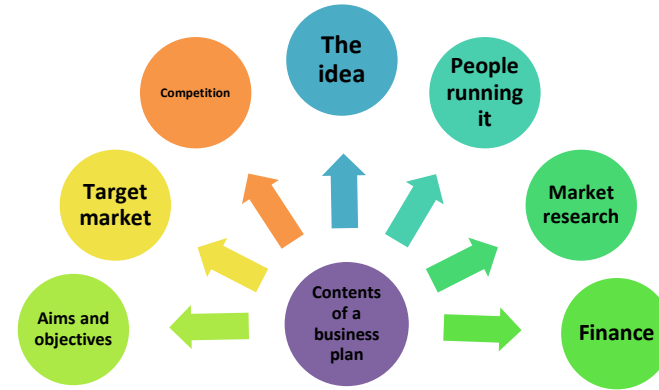 The
idea
People
running
it
Competition
Target
market
Market
research
Aims and
objectives
Contents
of a
business
plan
Finance